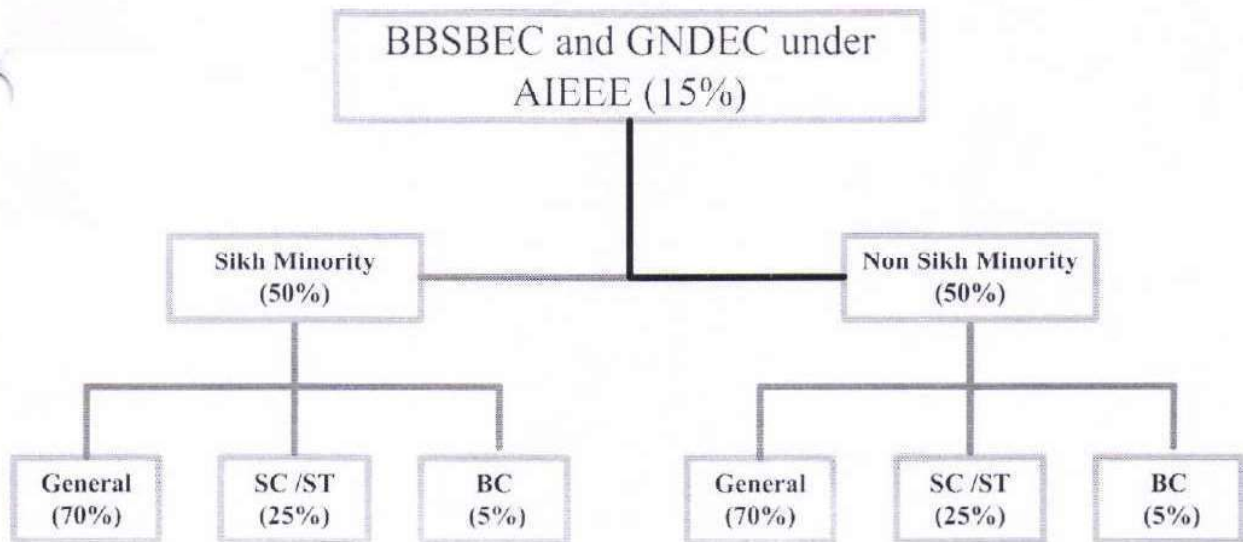 BBSBEC and GNDEC under
AIEEE (15%)
Sikh Minority
(50%)
Non Sikh Minority
(50%)
General
(70%)
SC /ST
(25%)
BC
(5%)
General
(70%)
SC /ST
(25%)
BC
(5%)